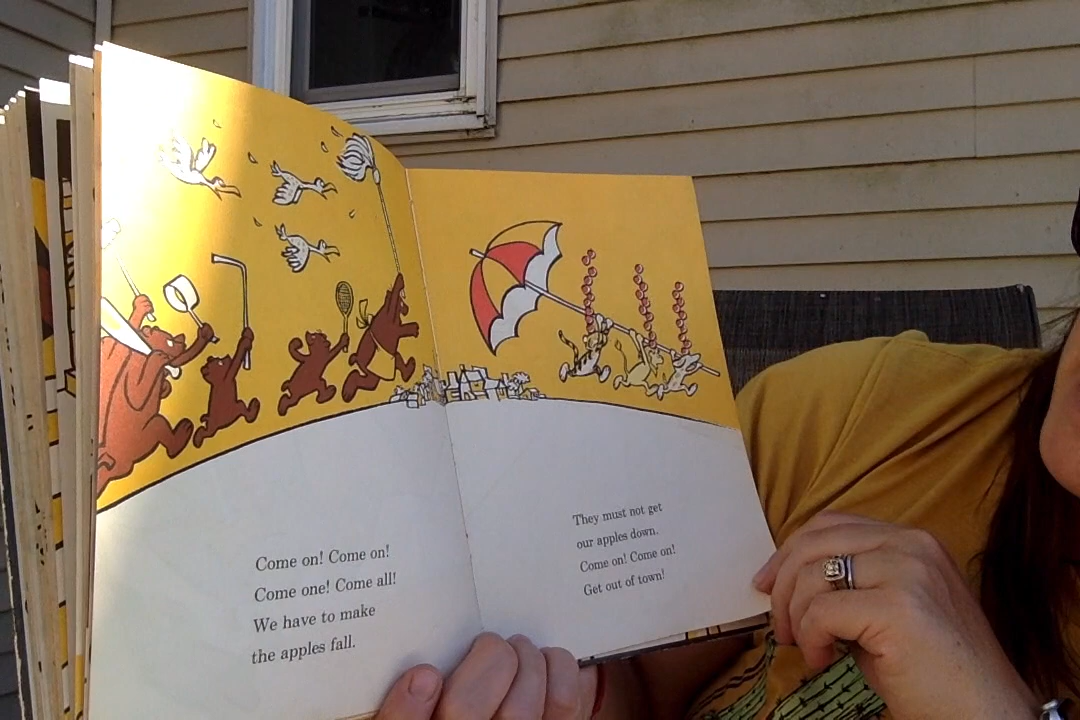 Come on! Come on!
Come one! Come all!
We have to make
the apples fall.
They must not get
our apples down.
Come on! Come on!
Get out of town!